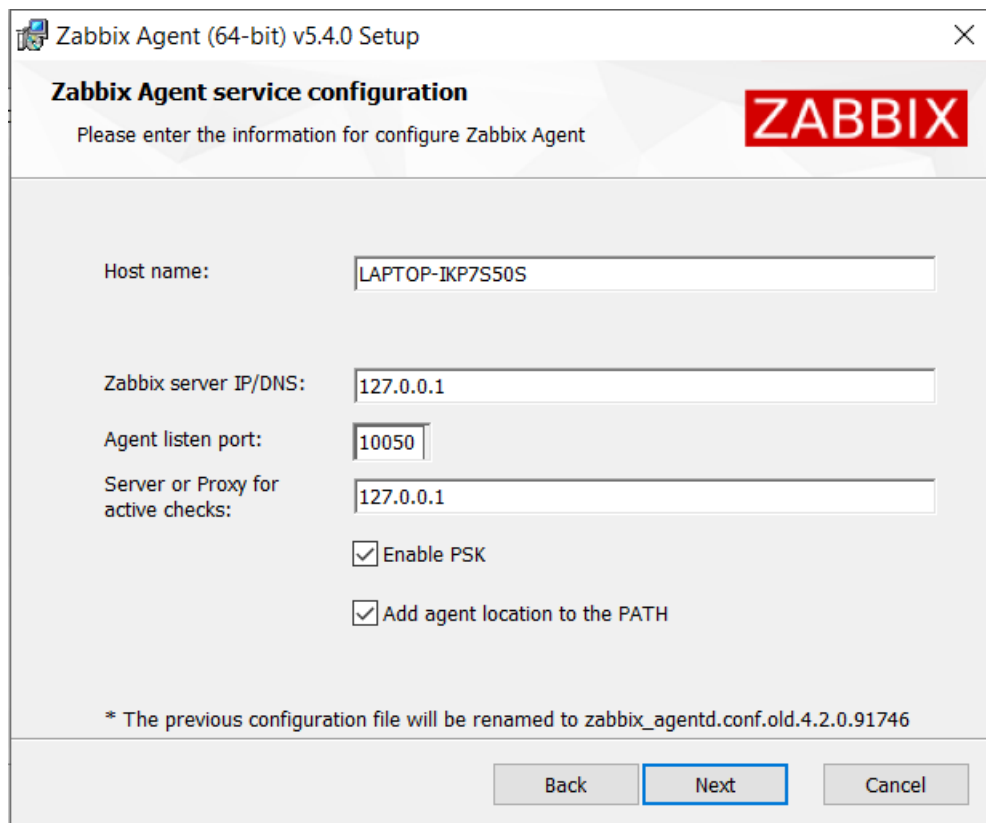 Zabbix Agent (64-bit) v5.4.0 Setup
Zabbix Agent service configuration
Please enter the information for configure Zabbix Agent
ZABBIX
Host name:
LAPTOP-IKP7S50S
Zabbix server IP/DNS:
127.0.0.1
Agent listen port:
10050
Server or Proxy for
active checks:
127.0.0.1
Enable PSK
Add agent location to the PATH
* The previous configuration file will be renamed to zabbix_agentd.conf.old.4.2.0.91746
Back
Next
Cancel